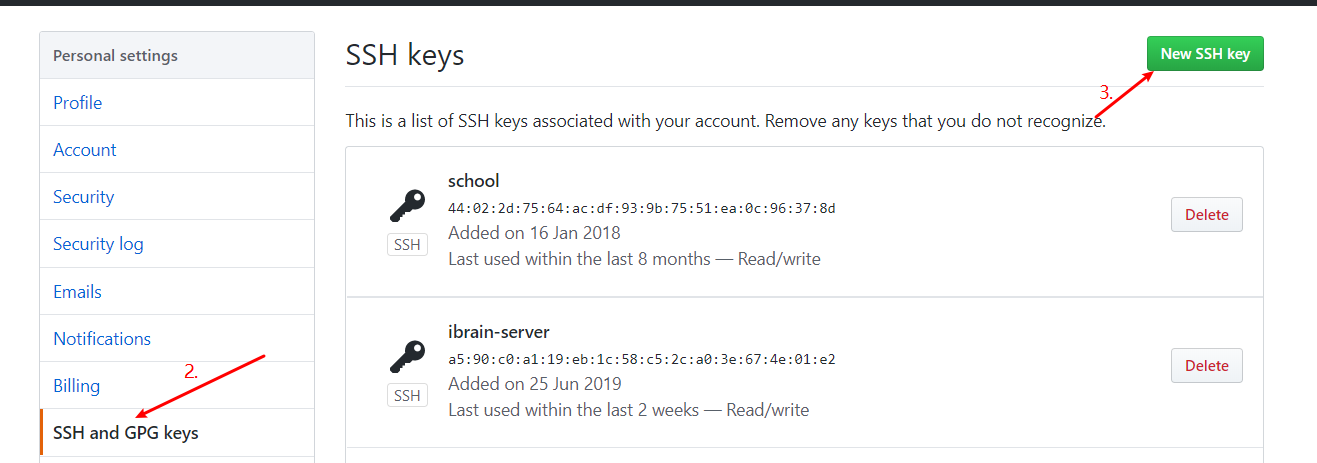 Personal settings
Profile
Account
Security
Security log
Emails
Notifications
2.
Billing
SSH and GPG keys
SSH keys
New SSH key
3.
This is a list of SSH keys associated with your account. Remove any keys that you do not recognize.
school
44:02:2d:75:64:ac:df:93:9b:75:51:ea:0c:96:37:8d
Added on 16 Jan 2018
Last used within the last 8 months — Read/write
SSH
Delete
ibrain-server
a5:90:c0:a1:19:eb:1c:58:c5:2c:a0:3e:67:4e:01:e2
Added on 25 Jun 2019
Last used within the last 2 weeks — Read/write
SSH
Delete